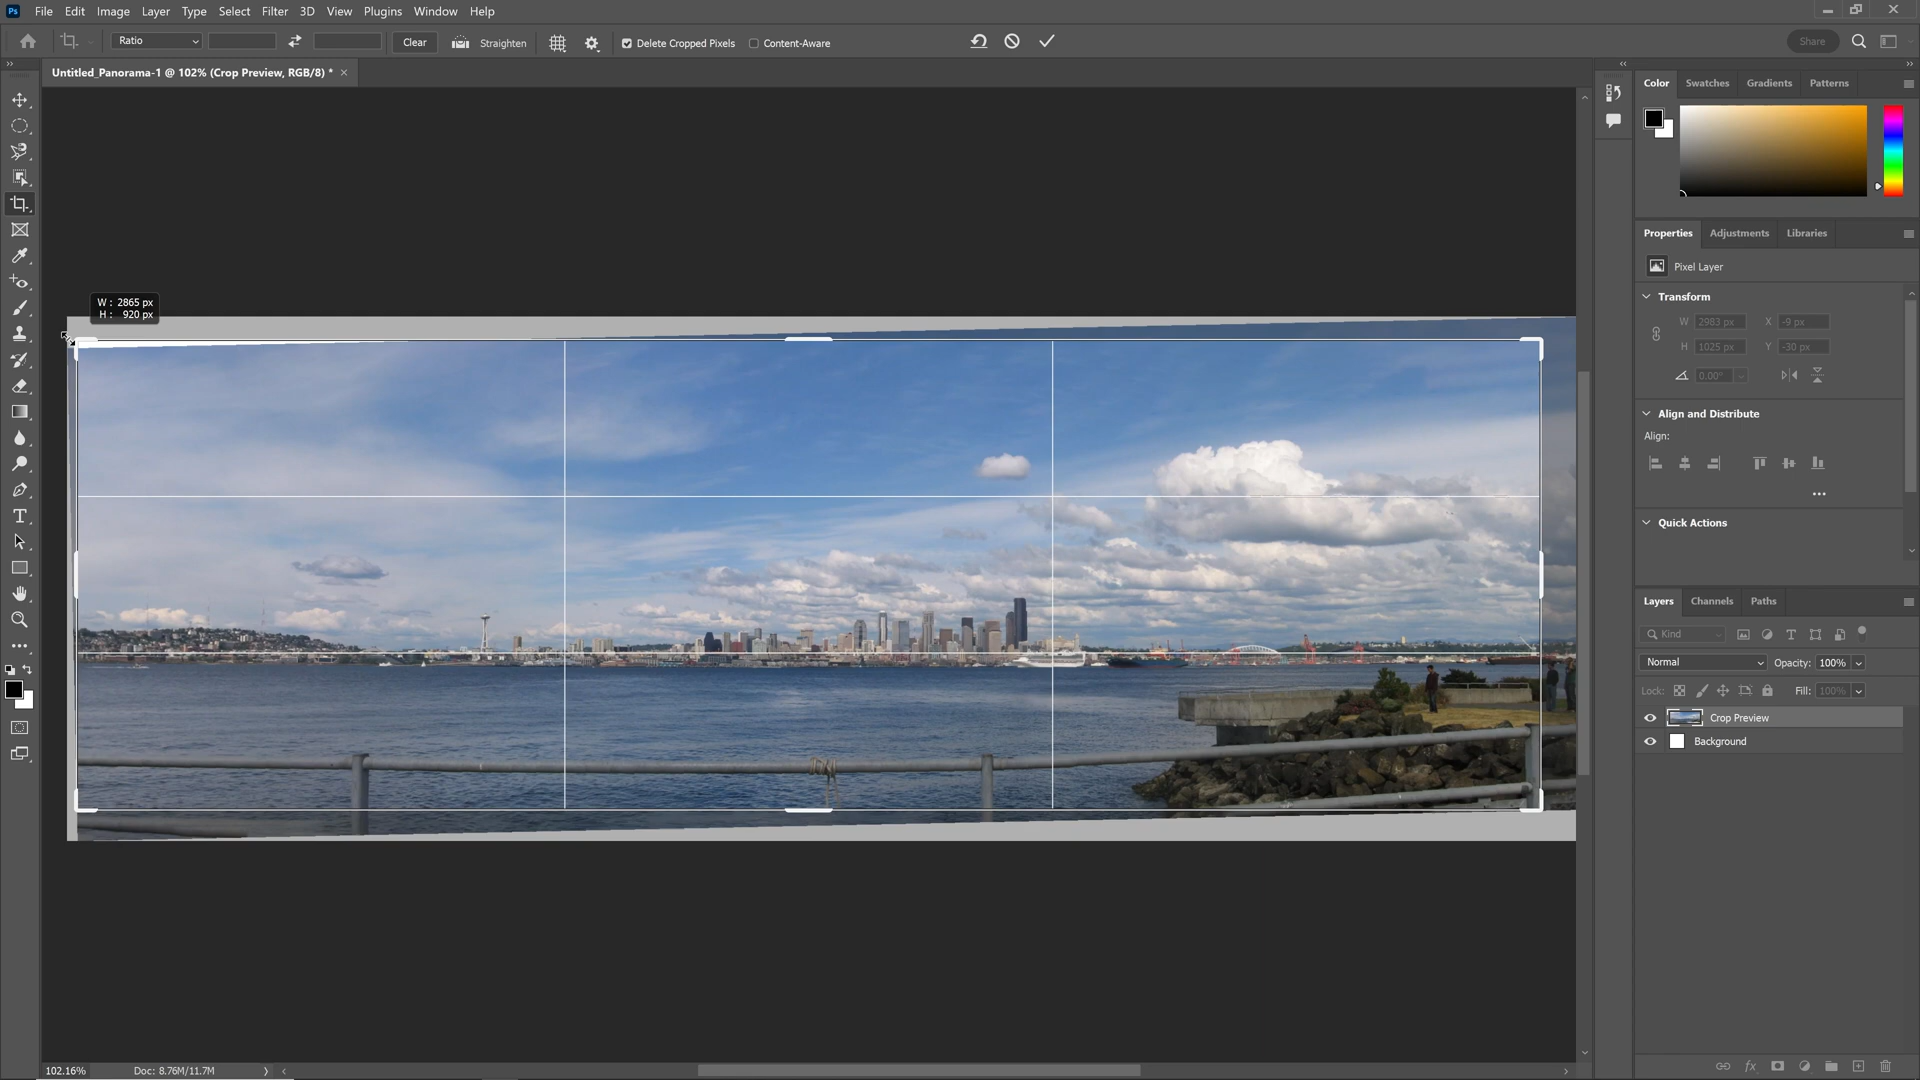 Ps File Edit Image Layer Type Select Filter 3D View Plugins Window Help
Ratio Clear Straighten Delete Cropped Pixels Content-Aware Share
Untitled_Panorama-1 @ 102% (Crop Preview, RGB/8) *
W : 2865 px
H : 920 px
Color Swatches Gradients Patterns
Properties Adjustments Libraries
Pixel Layer
Transform
W 2983 px X -9 px
H 1025 px Y -30 px
0.00°
Align and Distribute
Align:
Quick Actions
Layers Channels Paths
Kind
Normal Opacity: 100%
Lock: Fill: 100%
Crop Preview
Background
102.16% Doc: 8.76M/11.7M